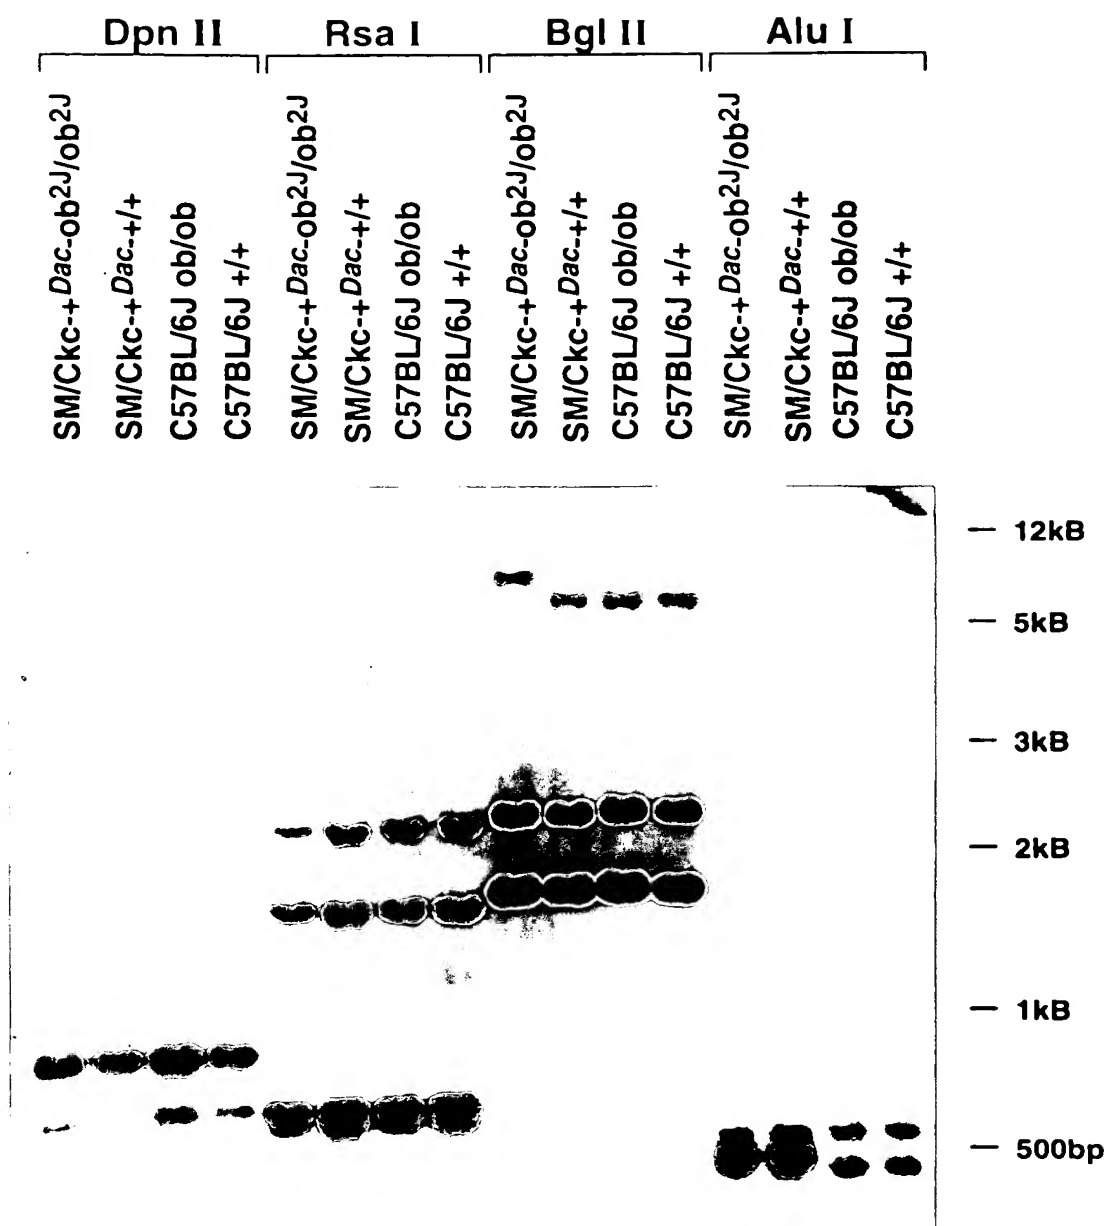 Dpn II Rsa I Bgl II Alu I
SM/Ckc-+Dac-ob2J/ob2J
SM/Ckc-+Dac-+/+
C57BL/6J ob/ob
C57BL/6J +/+
SM/Ckc-+Dac-ob2J/ob2J
SM/Ckc-+Dac-+/+
C57BL/6J ob/ob
C57BL/6J +/+
SM/Ckc-+Dac-ob2J/ob2J
SM/Ckc-+Dac-+/+
C57BL/6J ob/ob
C57BL/6J +/+
SM/Ckc-+Dac-ob2J/ob2J
SM/Ckc-+Dac-+/+
C57BL/6J ob/ob
C57BL/6J +/+
12kB
5kB
3kB
2kB
1kB
500bp